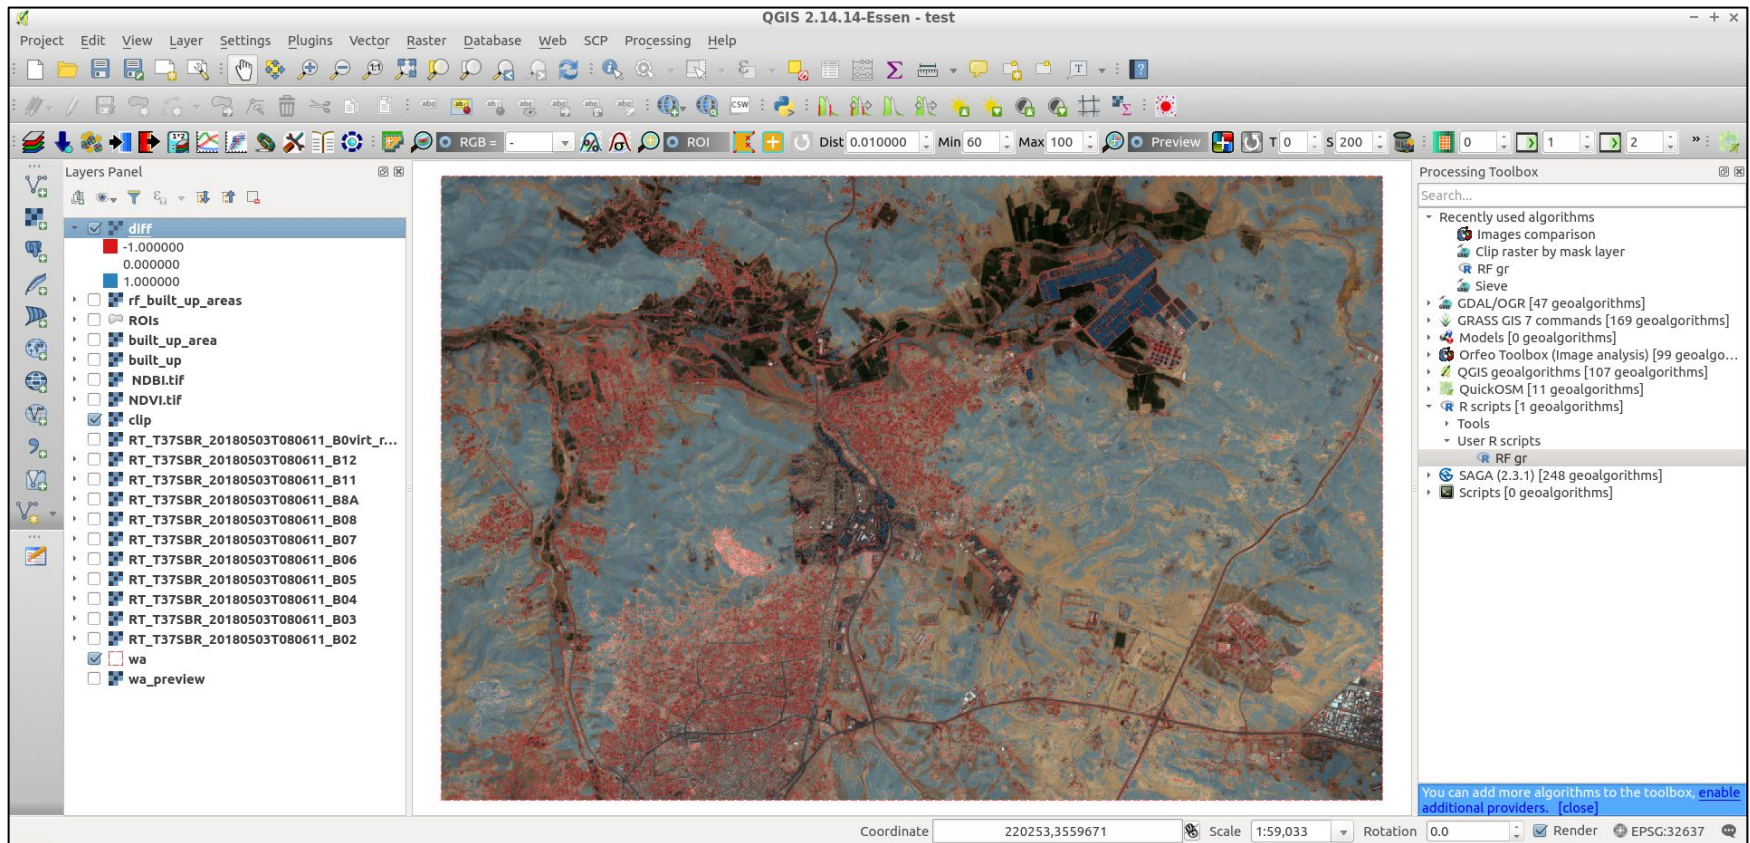 QGIS 2.14.14-Essen - test
Project Edit View Layer Settings Plugins Vector Raster Database Web SCP Processing Help
RGB = - ROI Dist 0.010000 Min 60 Max 100 Preview T 0 S 200 0 1 2 »
Layers Panel
diff
-1.000000
0.000000
1.000000
rf_built_up_areas
ROIs
built_up_area
built_up
NDBI.tif
NDVI.tif
clip
RT_T37SBR_20180503T080611_B0virt_r...
RT_T37SBR_20180503T080611_B12
RT_T37SBR_20180503T080611_B11
RT_T37SBR_20180503T080611_B8A
RT_T37SBR_20180503T080611_B08
RT_T37SBR_20180503T080611_B07
RT_T37SBR_20180503T080611_B06
RT_T37SBR_20180503T080611_B05
RT_T37SBR_20180503T080611_B04
RT_T37SBR_20180503T080611_B03
RT_T37SBR_20180503T080611_B02
wa
wa_preview
Processing Toolbox
Search...
Recently used algorithms
Images comparison
Clip raster by mask layer
RF gr
Sieve
GDAL/OGR [47 geoalgorithms]
GRASS GIS 7 commands [169 geoalgorithms]
Models [0 geoalgorithms]
Orfeo Toolbox (Image analysis) [99 geoalgo...
QGIS geoalgorithms [107 geoalgorithms]
QuickOSM [11 geoalgorithms]
R scripts [1 geoalgorithms]
Tools
User R scripts
RF gr
SAGA (2.3.1) [248 geoalgorithms]
Scripts [0 geoalgorithms]
You can add more algorithms to the toolbox, enable
additional providers. [close]
Coordinate 220253,3559671 Scale 1:59,033 Rotation 0.0 Render EPSG:32637